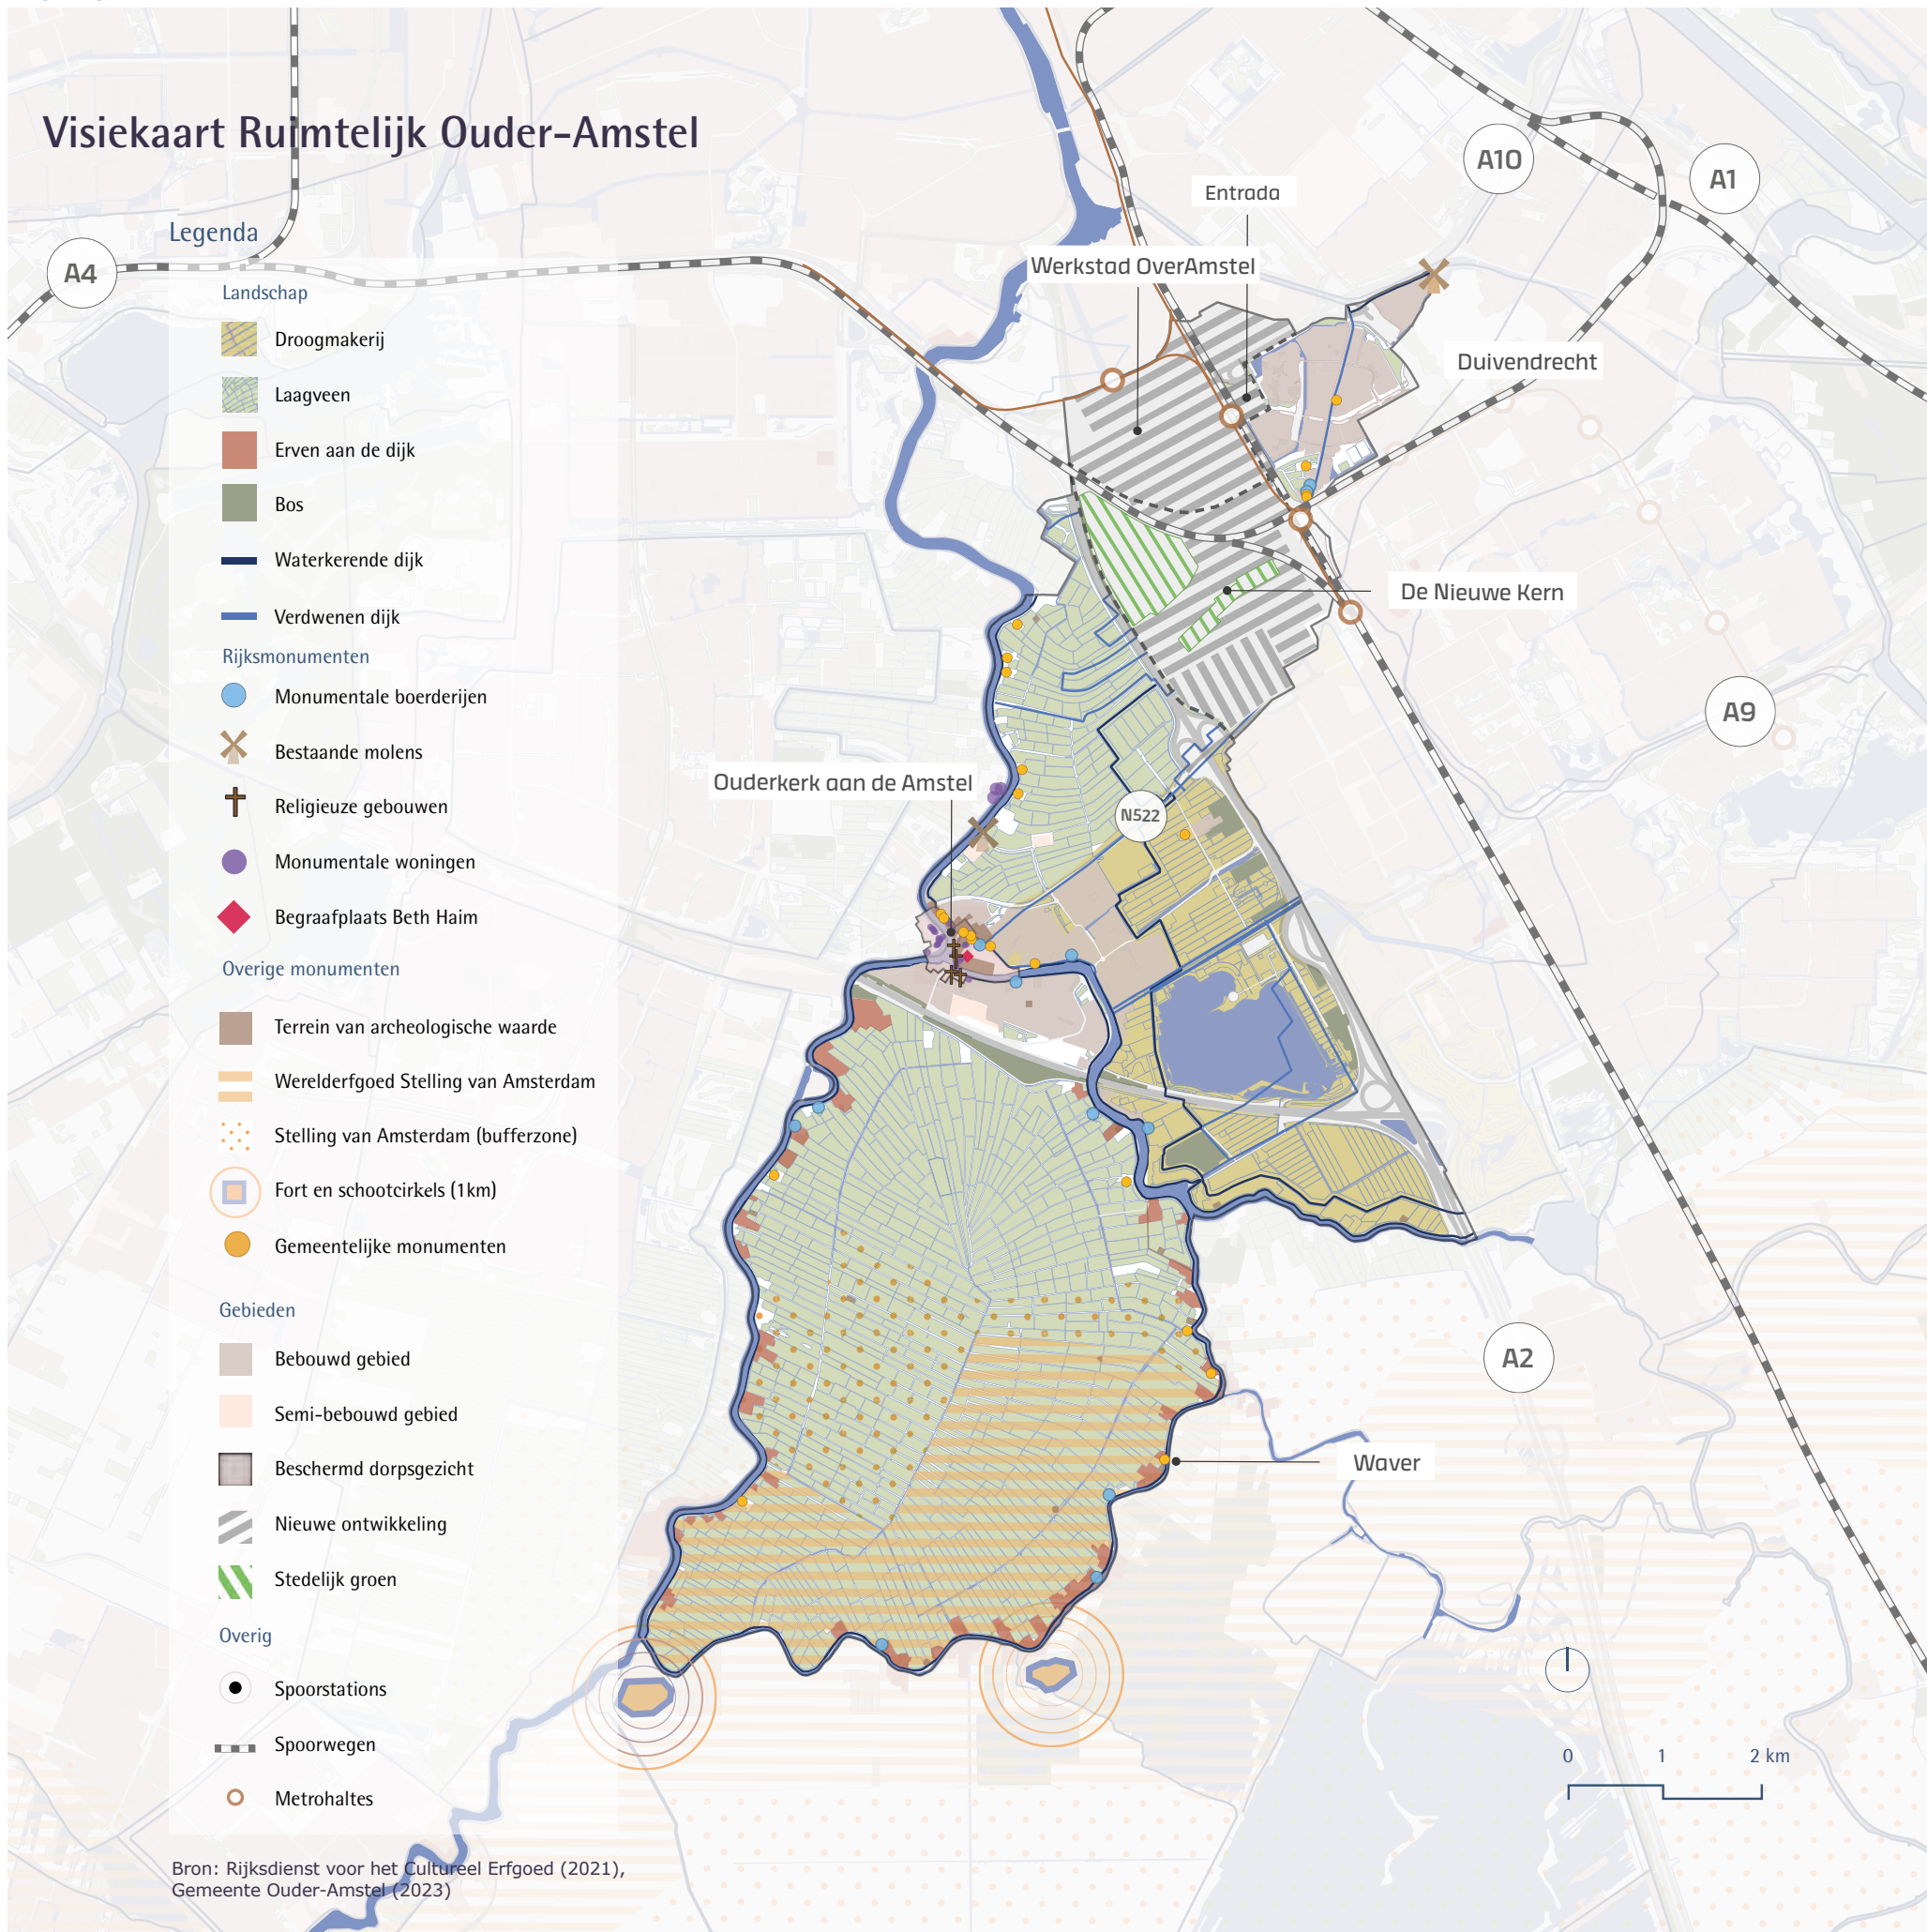 Visiekaart Ruimtelijk Ouder-Amstel
Legenda
Landschap
Droogmakerij
Laagveen
Erven aan de dijk
Bos
Waterkerende dijk
Verdwenen dijk
Rijksmonumenten
Monumentale boerderijen
Bestaande molens
Religieuze gebouwen
Monumentale woningen
Begraafplaats Beth Haim
Overige monumenten
Terrein van archeologische waarde
Werelderfgoed Stelling van Amsterdam
Stelling van Amsterdam (bufferzone)
Fort en schootcirkels (1km)
Gemeentelijke monumenten
Gebieden
Bebouwd gebied
Semi-bebouwd gebied
Beschermd dorpsgezicht
Nieuwe ontwikkeling
Stedelijk groen
Overig
Spoorstations
Spoorwegen
Metrohaltes
Bron: Rijksdienst voor het Cultureel Erfgoed (2021),
Gemeente Ouder-Amstel (2023)
A4
A10
A1
Entrada
Werkstad OverAmstel
Duivendrecht
De Nieuwe Kern
A9
Ouderkerk aan de Amstel
N522
A2
Waver
0 1 2 km